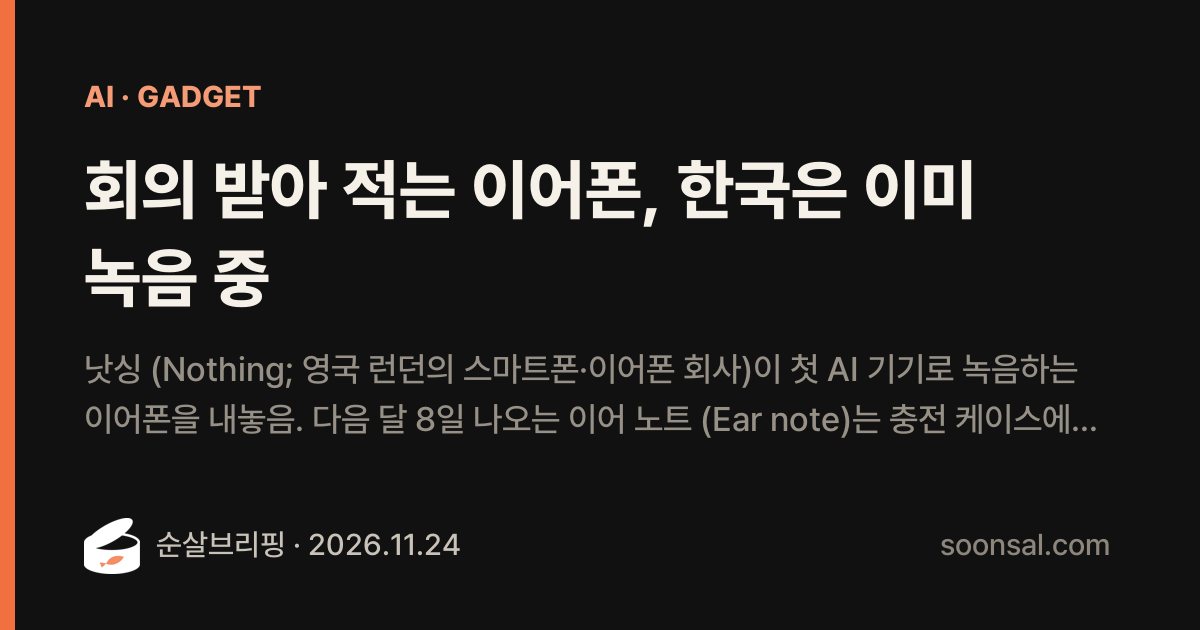 AI · GADGET
회의 받아 적는 이어폰, 한국은 이미
녹음 중
낫싱 (Nothing; 영국 런던의 스마트폰·이어폰 회사)이 첫 AI 기기로 녹음하는
이어폰을 내놓음. 다음 달 8일 나오는 이어 노트 (Ear note)는 충전 케이스에...
순살브리핑 · 2026.11.24
soonsal.com